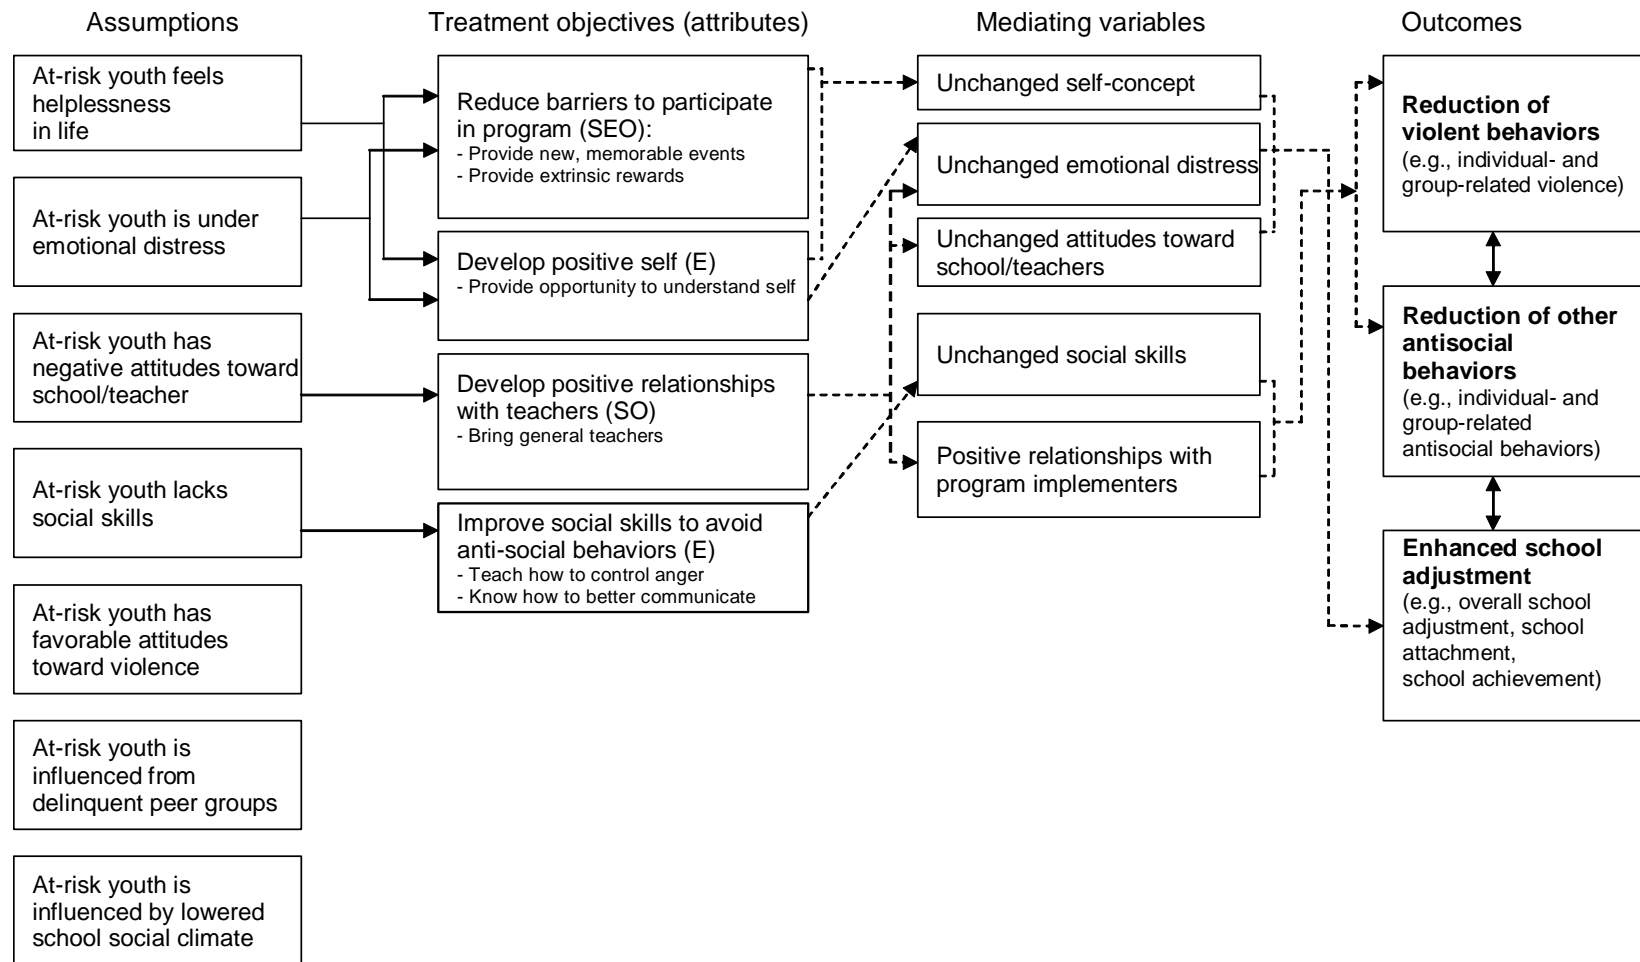 Assumptions
Treatment objectives (attributes)
Mediating variables
Outcomes
At-risk youth feels
helplessness
in life
At-risk youth is under
emotional distress
At-risk youth has
negative attitudes toward
school/teacher
At-risk youth lacks
social skills
At-risk youth has
favorable attitudes
toward violence
At-risk youth is
influenced from
delinquent peer groups
At-risk youth is
influenced by lowered
school social climate
Reduce barriers to participate
in program (SEO):
- Provide new, memorable events
- Provide extrinsic rewards
Develop positive self (E)
- Provide opportunity to understand self
Develop positive relationships
with teachers (SO)
- Bring general teachers
Improve social skills to avoid
anti-social behaviors (E)
- Teach how to control anger
- Know how to better communicate
Unchanged self-concept
Unchanged emotional distress
Unchanged attitudes toward
school/teachers
Unchanged social skills
Positive relationships with
program implementers
Reduction of
violent behaviors
(e.g., individual- and
group-related violence)
Reduction of other
antisocial
behaviors
(e.g., individual- and
group-related
antisocial behaviors)
Enhanced school
adjustment
(e.g., overall school
adjustment, school
attachment,
school achievement)